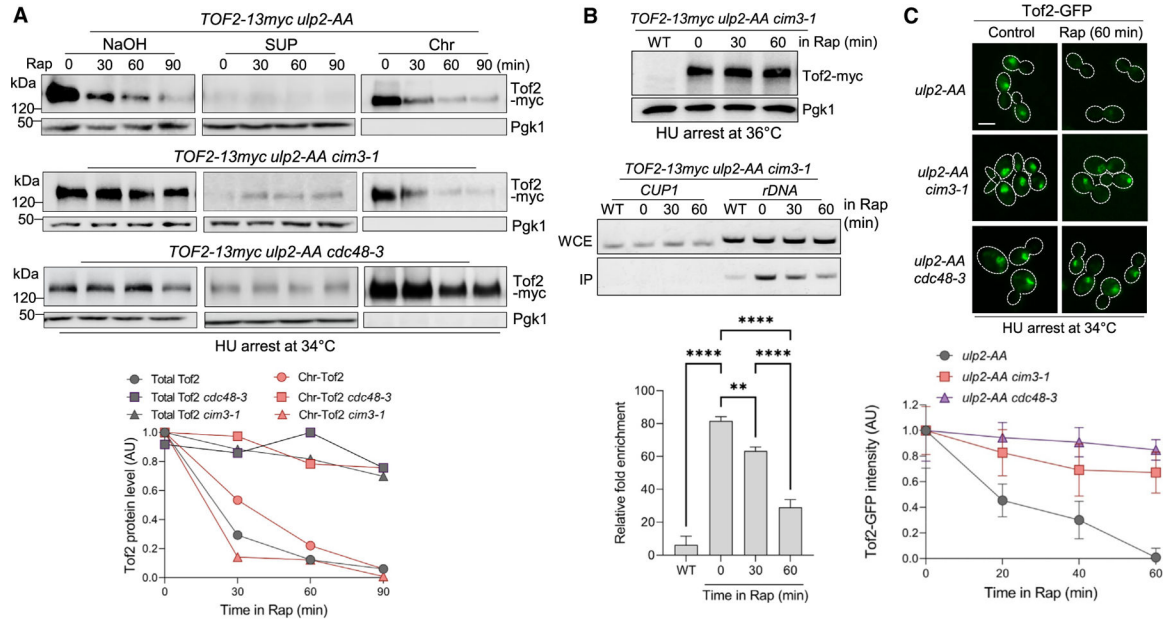 A
TOF2-13myc ulp2-AA
NaOH SUP Chr
Rap 0 30 60 90 0 30 60 90 0 30 60 90 (min)
kDa
120
50
Tof2
-myc
Pgk1
TOF2-13myc ulp2-AA cim3-1
kDa
120
50
Tof2
-myc
Pgk1
TOF2-13myc ulp2-AA cdc48-3
120
50
Tof2
-myc
Pgk1
HU arrest at 34°C
Total Tof2 Chr-Tof2
Total Tof2 cdc48-3 Chr-Tof2 cdc48-3
Total Tof2 cim3-1 Chr-Tof2 cim3-1
Tof2 protein level (AU)
1.0
0.8
0.6
0.4
0.2
0.0
0 30 60 90
Time in Rap (min)
B
TOF2-13myc ulp2-AA cim3-1
WT 0 30 60 in Rap (min)
Tof2-myc
Pgk1
HU arrest at 36°C
TOF2-13myc ulp2-AA cim3-1
CUP1 rDNA
WT 0 30 60 WT 0 30 60 in Rap
(min)
WCE
IP
****
**** ****
**
Relative fold enrichment
100
80
60
40
20
0
WT 0 30 60
Time in Rap (min)
C
Tof2-GFP
Control Rap (60 min)
ulp2-AA
ulp2-AA
cim3-1
ulp2-AA
cdc48-3
HU arrest at 34°C
ulp2-AA
ulp2-AA cim3-1
ulp2-AA cdc48-3
Tof2-GFP intensity (AU)
1.2
1.0
0.8
0.6
0.4
0.2
0.0
0 20 40 60
Time in Rap (min)